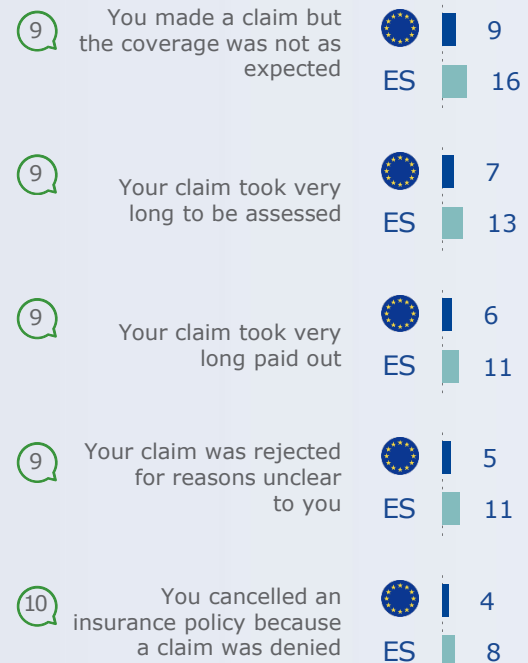 9
You made a claim but
the coverage was not as
expected
9
ES
16
9
Your claim took very
long to be assessed
7
ES
13
9
Your claim took very
long paid out
6
ES
11
9
Your claim was rejected
for reasons unclear
to you
5
ES
11
10
You cancelled an
insurance policy because
a claim was denied
4
ES
8